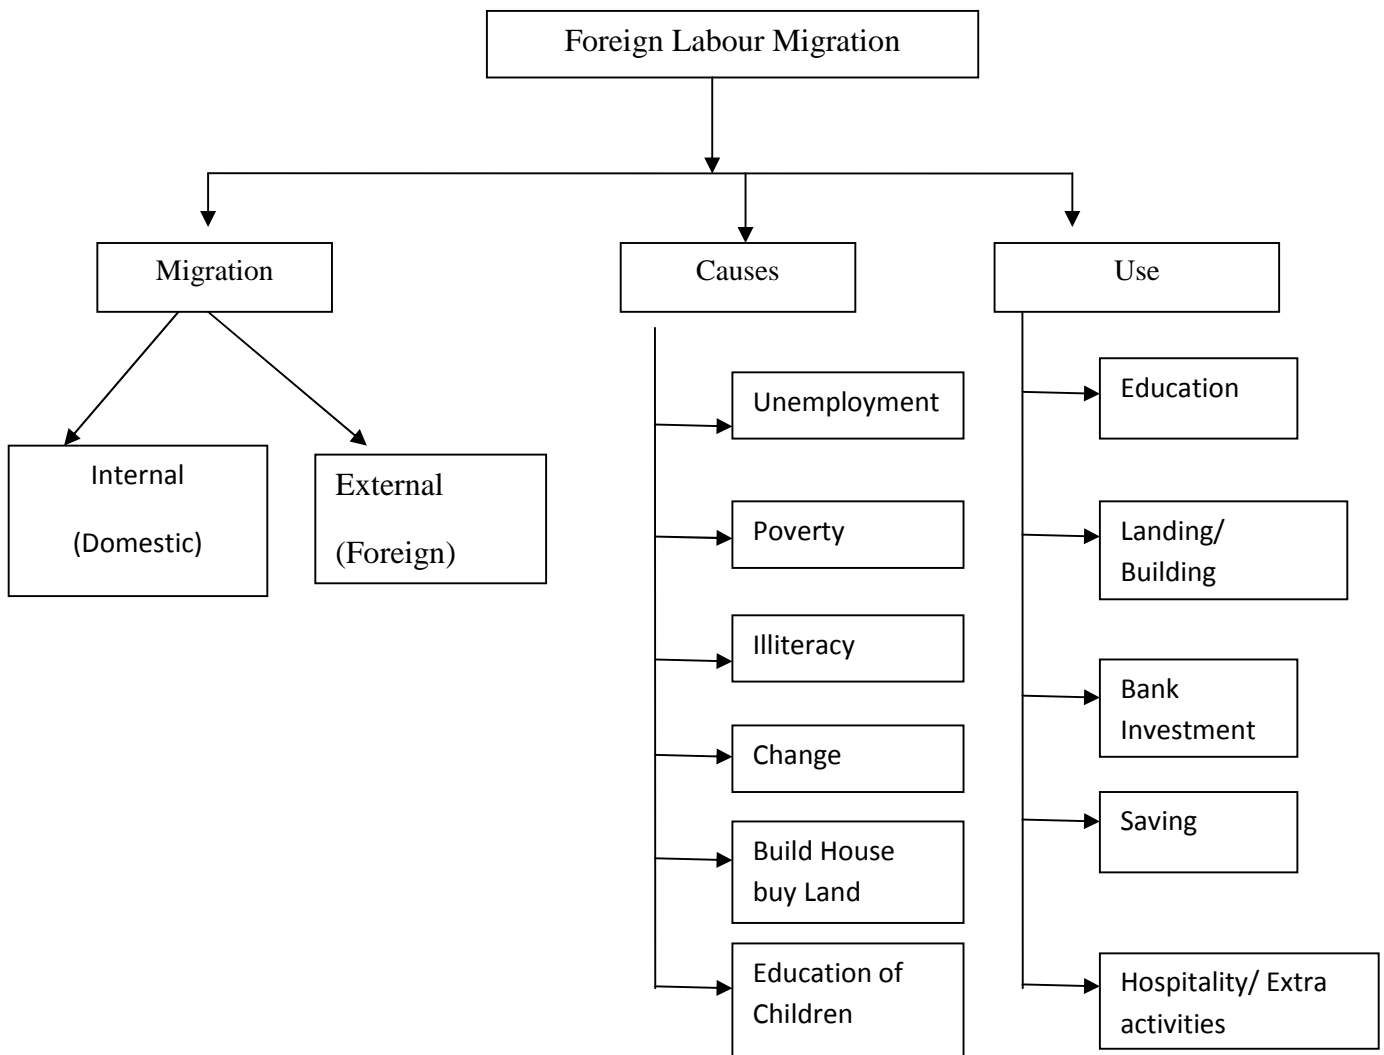 Foreign Labour Migration
Migration
Causes
Use
Internal
(Domestic)
External
(Foreign)
Unemployment
Poverty
Illiteracy
Change
Build House
buy Land
Education of
Children
Education
Landing/
Building
Bank
Investment
Saving
Hospitality/ Extra
activities